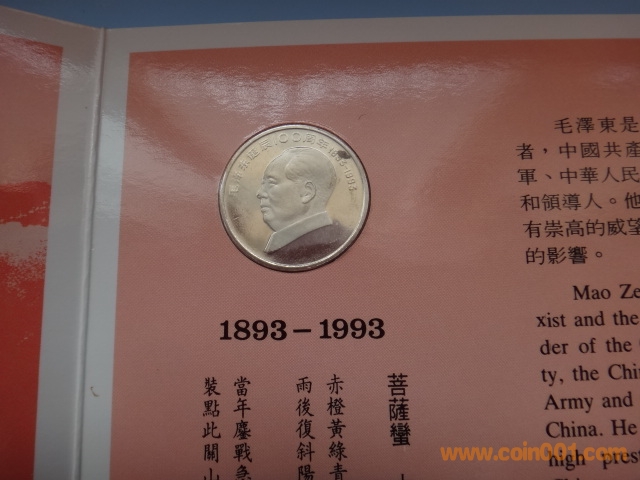 毛澤東是
者，中國共產
軍、中華人民
和領導人。他
有崇高的威望
的影響。
1893–1993
Mao Ze
xist and the
der of the
ty, the Chin
Army and
China. He
high prest
菩薩蠻
赤橙黃綠青
雨後復斜陽
當年鏖戰急
裝點此關山
www.coin001.com